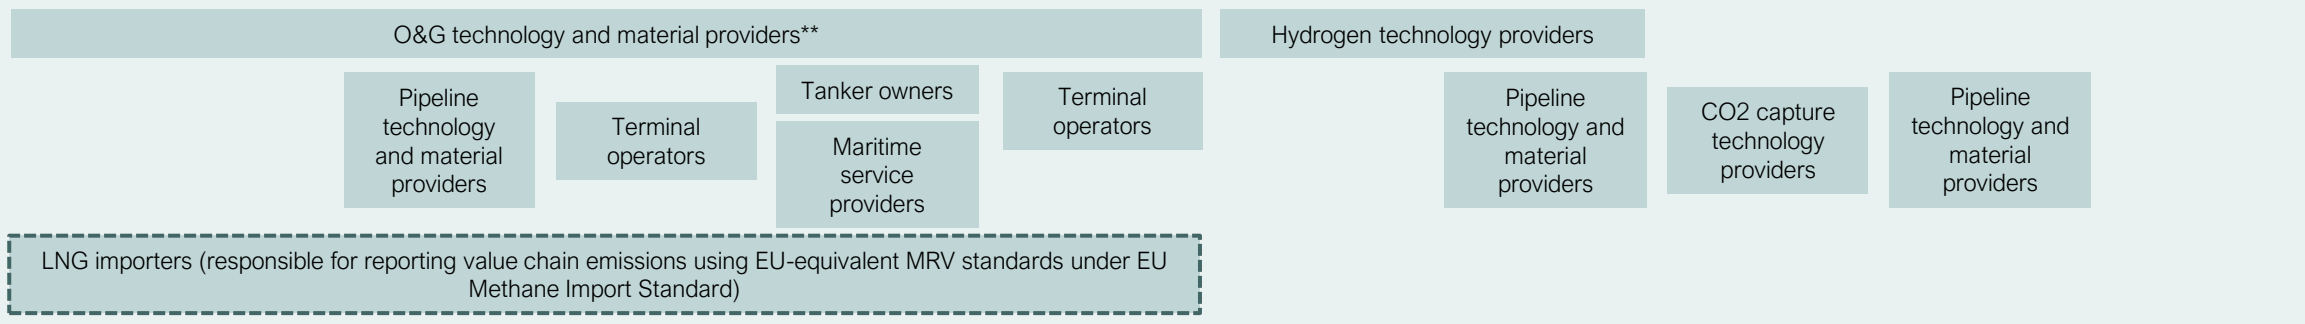 O&G technology and material providers**
Hydrogen technology providers
Pipeline
technology
and material
providers
Terminal
operators
Tanker owners
Maritime
service
providers
Terminal
operators
Pipeline
technology and
material
providers
CO2 capture
technology
providers
Pipeline
technology and
material
providers
LNG importers (responsible for reporting value chain emissions using EU-equivalent MRV standards under EU
Methane Import Standard)